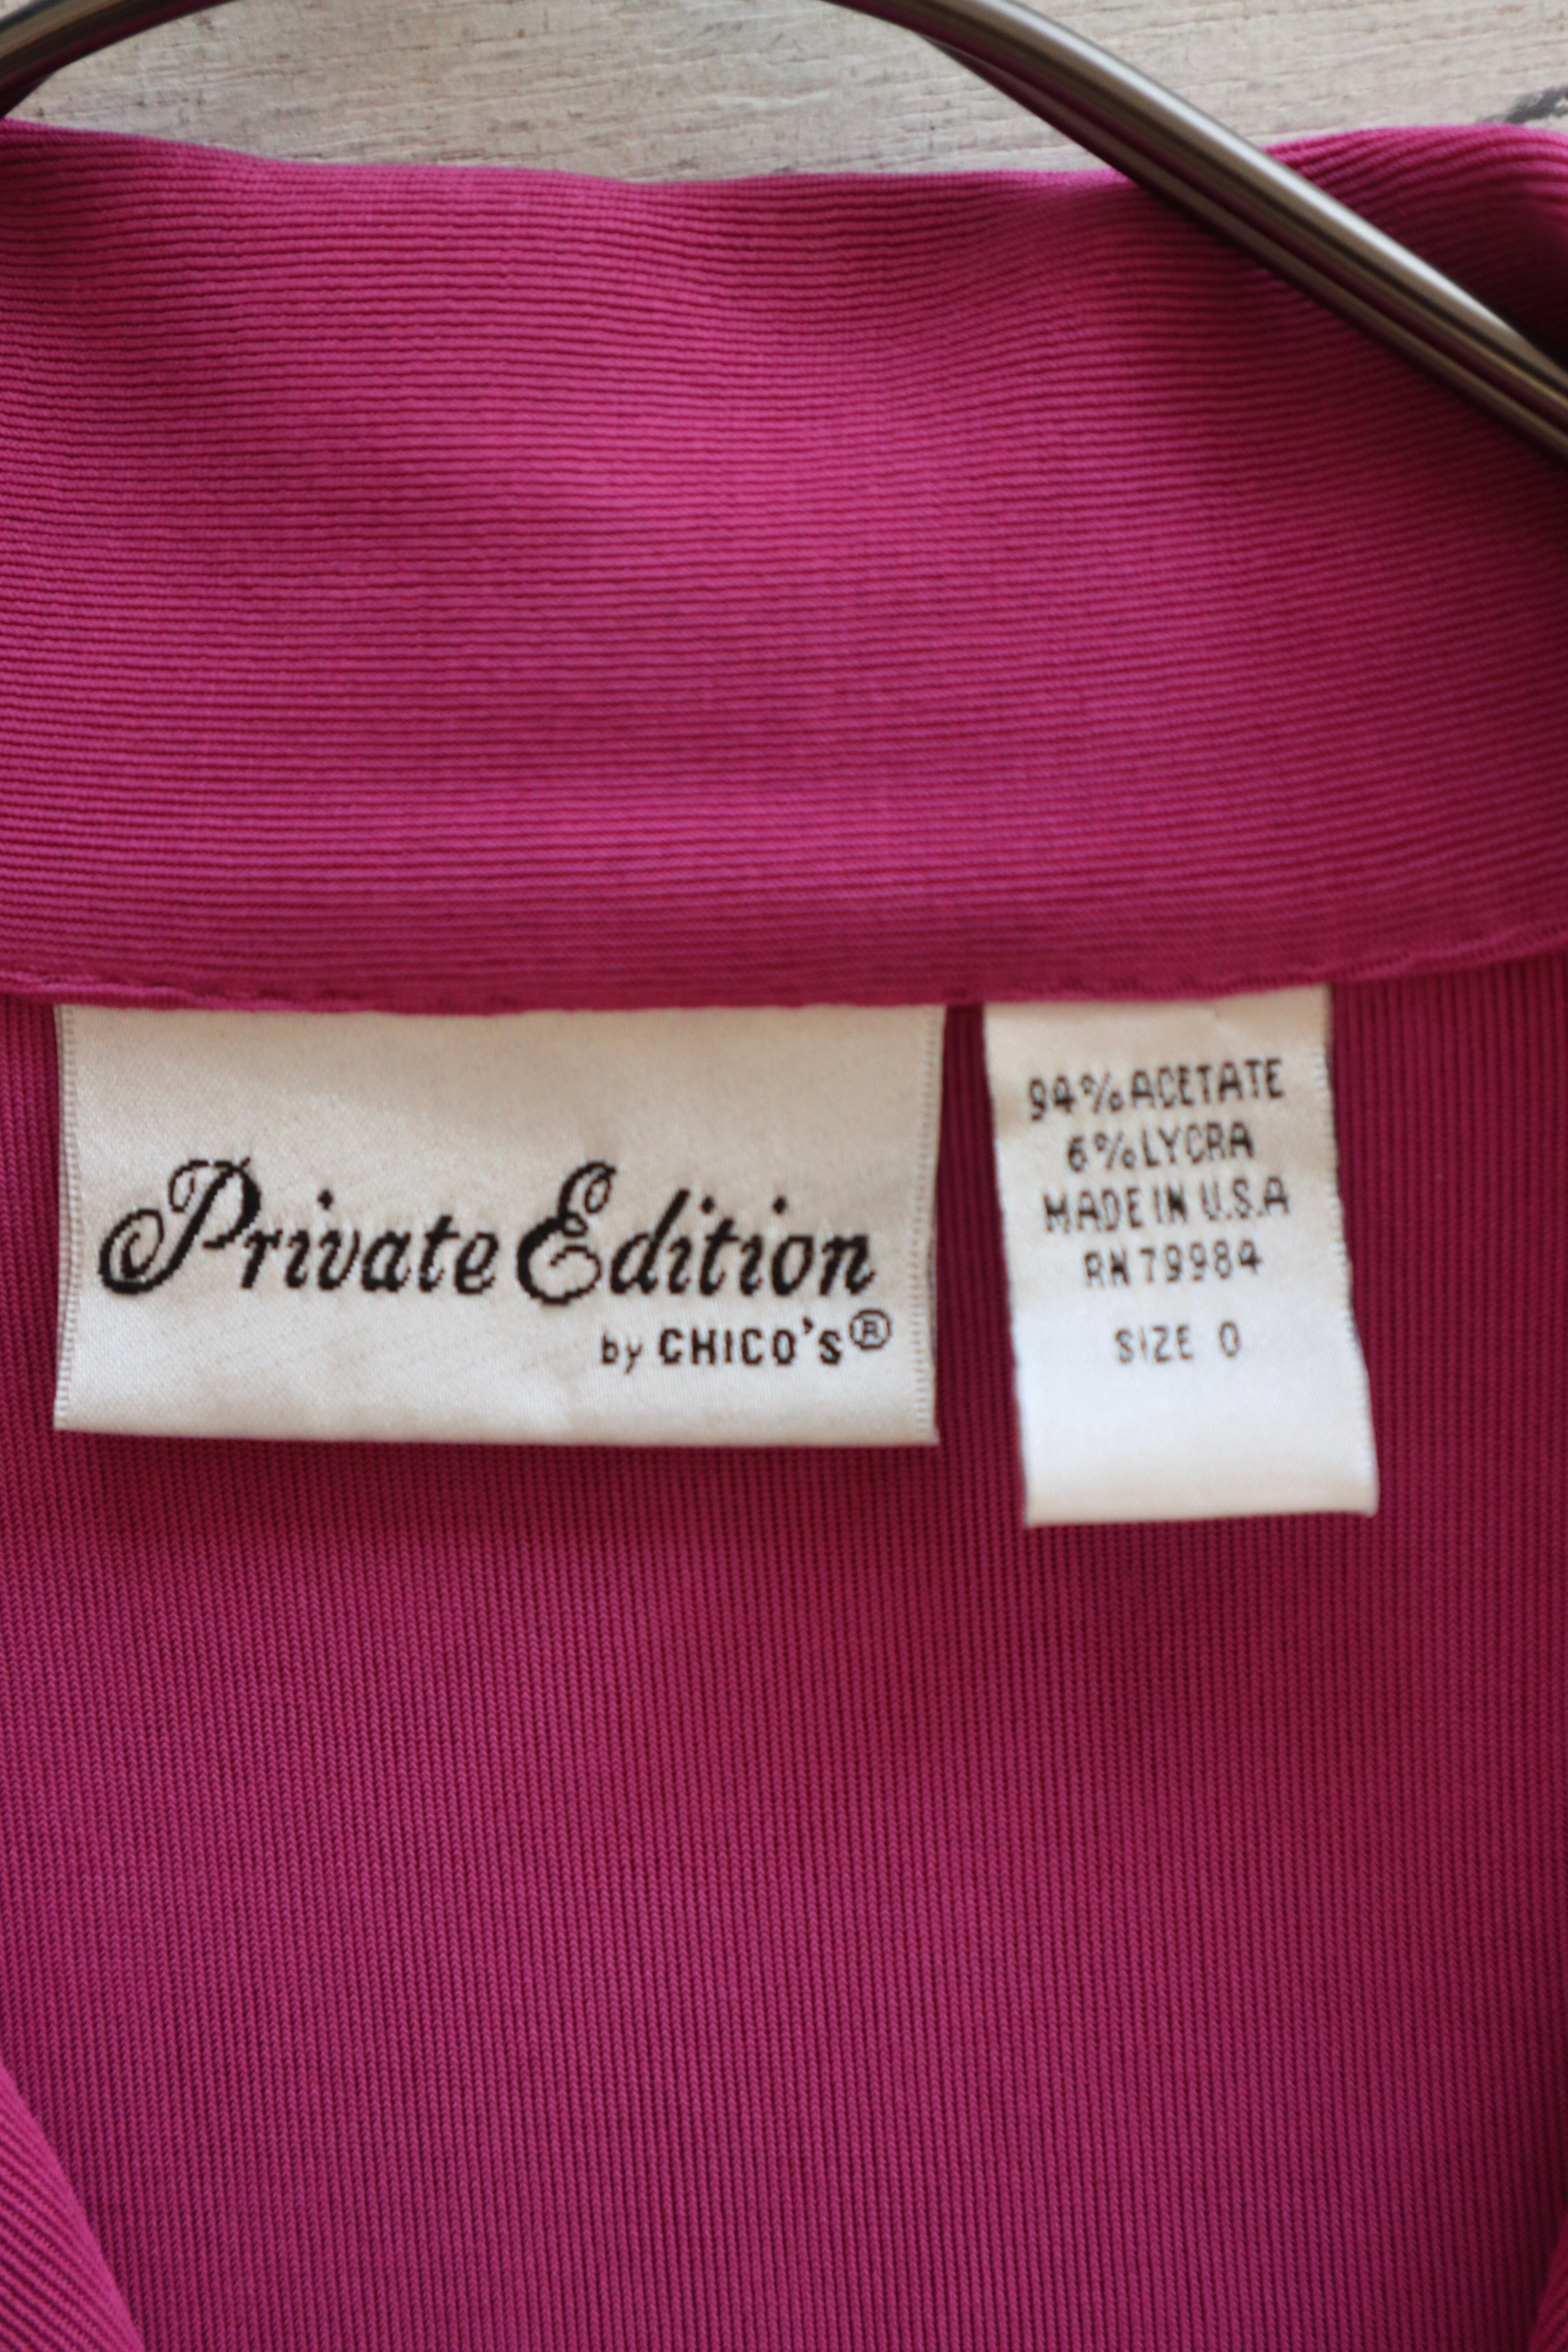 Private Edition
by CHICO'S®
94% ACETATE
6% LYCRA
MADE IN U.S.A
RN 79984
SIZE 0